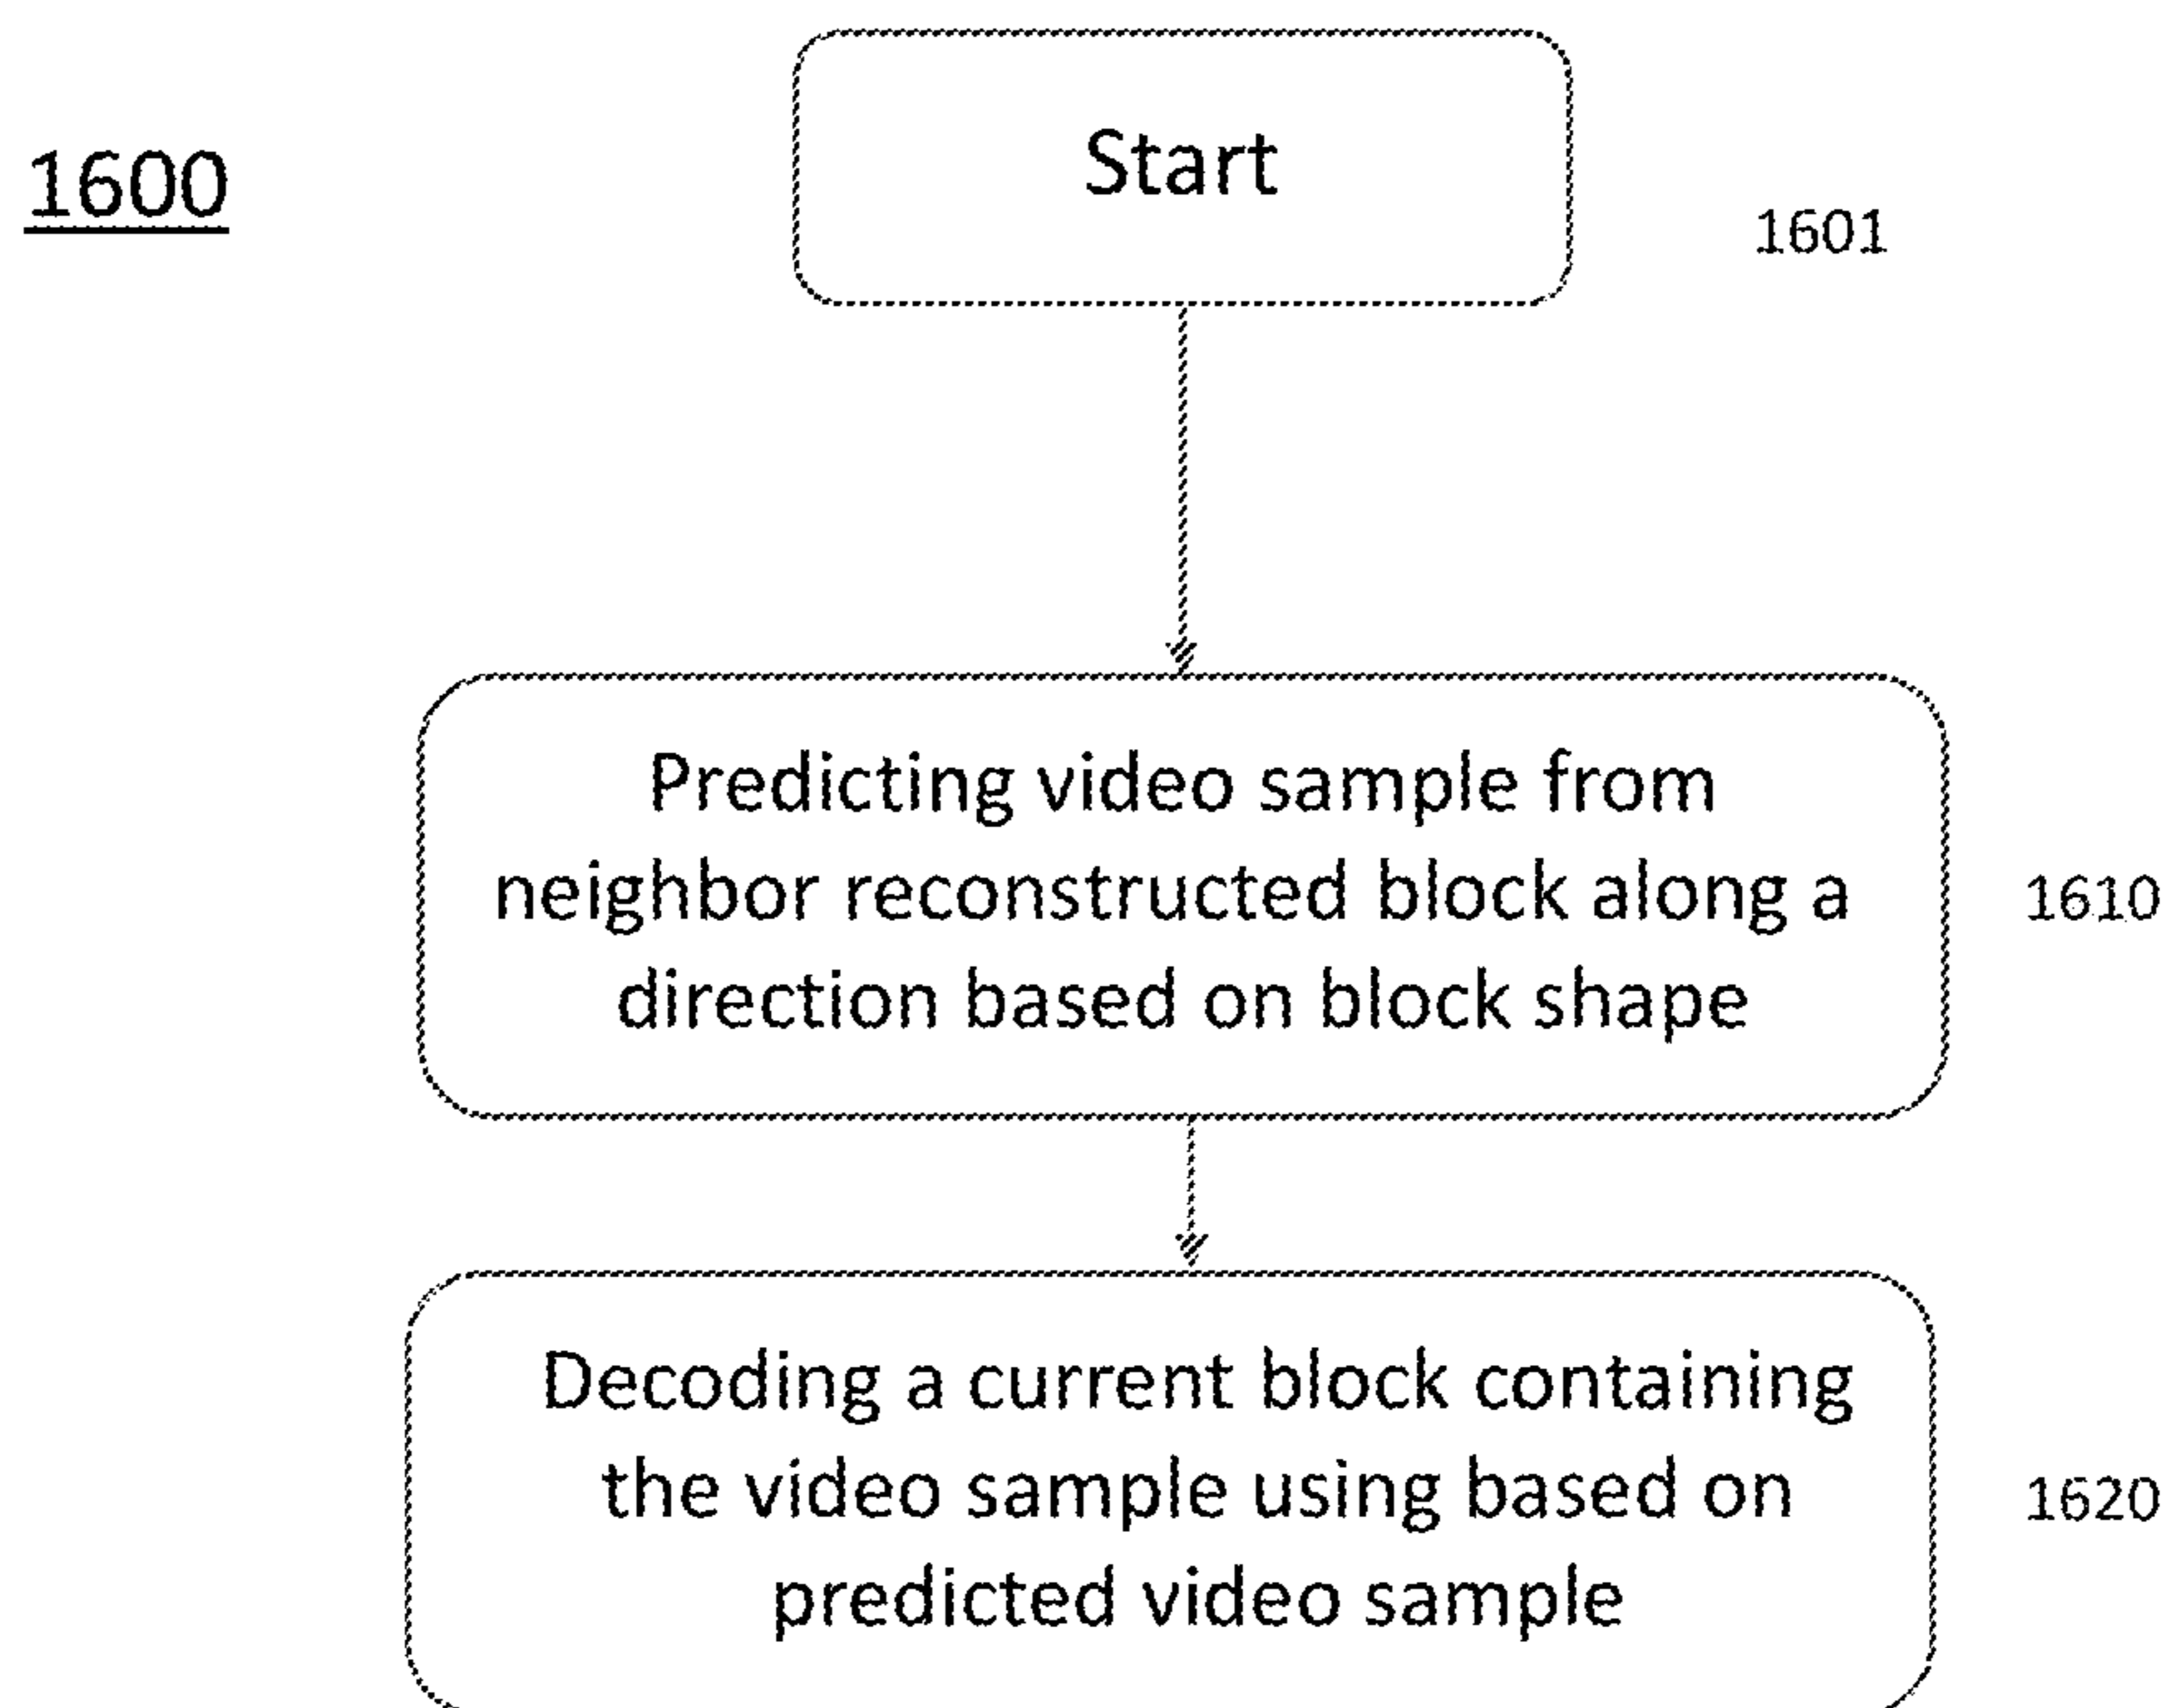 1600
Start
1601
Predicting video sample from
neighbor reconstructed block along a
direction based on block shape
1610
Decoding a current block containing
the video sample using based on
predicted video sample
1620